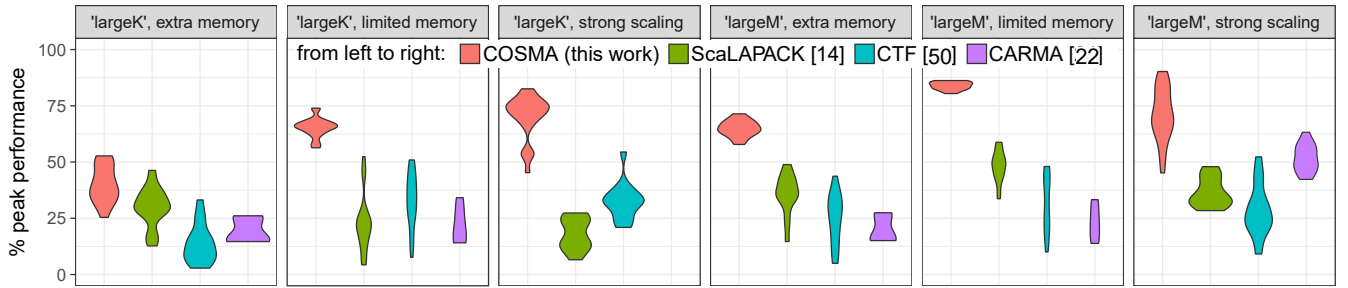 'largeK', extra memory
'largeK', limited memory
'largeK', strong scaling
'largeM', extra memory
'largeM', limited memory
'largeM', strong scaling
from left to right: COSMA (this work) ScaLAPACK [14] CTF [50] CARMA [22]
% peak performance
100
75
50
25
0